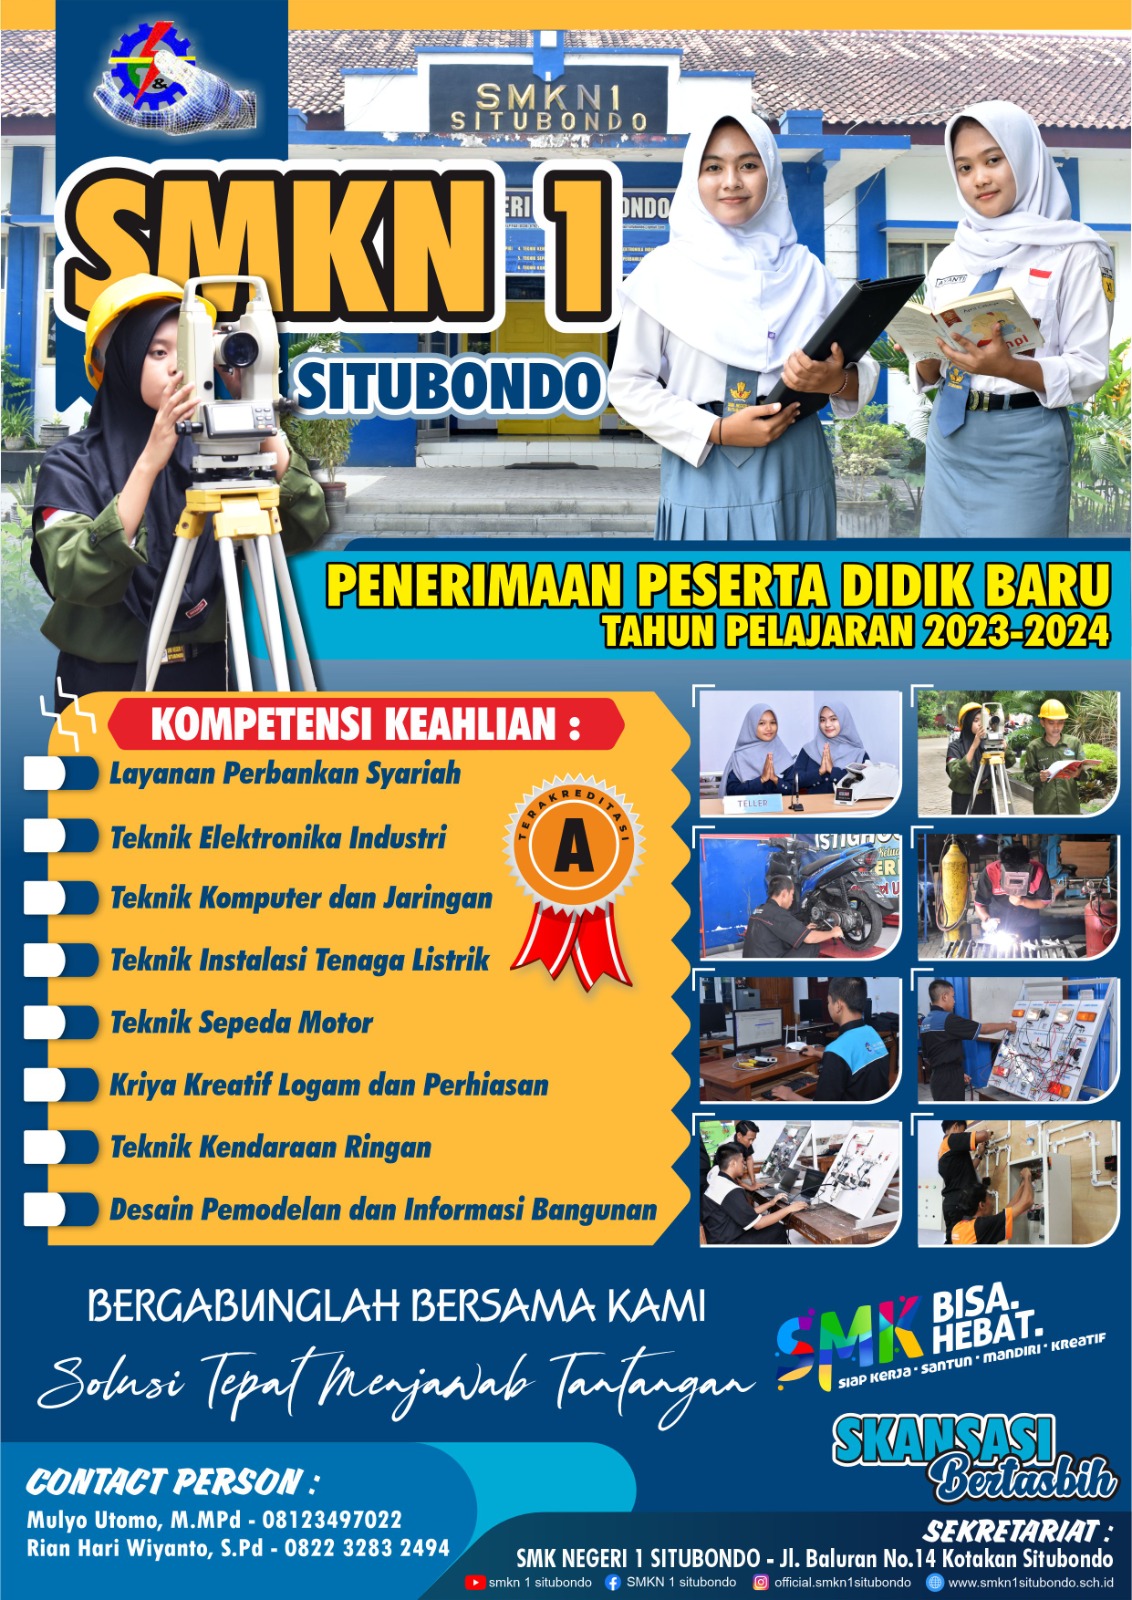 &
SMKN 1
SITUBONDO
SMKN 1
SITUBONDO
PENERIMAAN PESERTA DIDIK BARU
TAHUN PELAJARAN 2023-2024
KOMPETENSI KEAHLIAN :
Layanan Perbankan Syariah
Teknik Elektronika Industri
Teknik Komputer dan Jaringan
Teknik Instalasi Tenaga Listrik
Teknik Sepeda Motor
Kriya Kreatif Logam dan Perhiasan
Teknik Kendaraan Ringan
Desain Pemodelan dan Informasi Bangunan
TERAKREDITASI
A
TELLER
BERGABUNGLAH BERSAMA KAMI
Solusi Tepat Menjawab Tantangan
SMK BISA.
HEBAT.
SIAP KERJA • SANTUN • MANDIRI • KREATIF
SKANSASI
Bertasbih
CONTACT PERSON :
Mulyo Utomo, M.MPd - 08123497022
Rian Hari Wiyanto, S.Pd - 0822 3283 2494
SEKRETARIAT :
SMK NEGERI 1 SITUBONDO - Jl. Baluran No.14 Kotakan Situbondo
smkn 1 situbondo SMKN 1 situbondo official.smkn1situbondo www.smkn1situbondo.sch.id